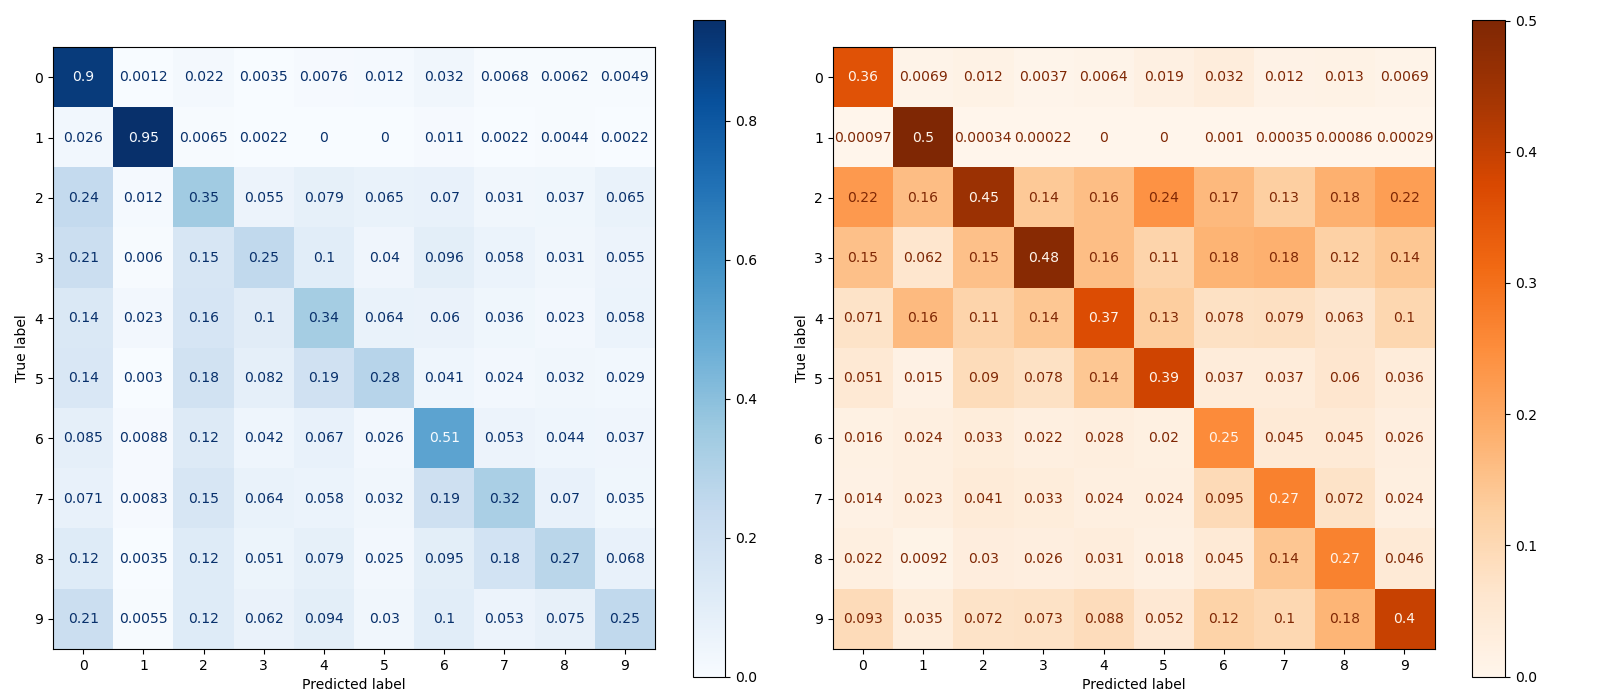 0 0.9 0.0012 0.022 0.0035 0.0076 0.012 0.032 0.0068 0.0062 0.0049
1 0.026 0.95 0.0065 0.0022 0 0 0.011 0.0022 0.0044 0.0022
2 0.24 0.012 0.35 0.055 0.079 0.065 0.07 0.031 0.037 0.065
3 0.21 0.006 0.15 0.25 0.1 0.04 0.096 0.058 0.031 0.055
4 0.14 0.023 0.16 0.1 0.34 0.064 0.06 0.036 0.023 0.058
5 0.14 0.003 0.18 0.082 0.19 0.28 0.041 0.024 0.032 0.029
6 0.085 0.0088 0.12 0.042 0.067 0.026 0.51 0.053 0.044 0.037
7 0.071 0.0083 0.15 0.064 0.058 0.032 0.19 0.32 0.07 0.035
8 0.12 0.0035 0.12 0.051 0.079 0.025 0.095 0.18 0.27 0.068
9 0.21 0.0055 0.12 0.062 0.094 0.03 0.1 0.053 0.075 0.25
0 1 2 3 4 5 6 7 8 9
Predicted label
True label
0.8
0.6
0.4
0.2
0.0
0 0.36 0.0069 0.012 0.0037 0.0064 0.019 0.032 0.012 0.013 0.0069
1 0.00097 0.5 0.00034 0.00022 0 0 0.001 0.00035 0.00086 0.00029
2 0.22 0.16 0.45 0.14 0.16 0.24 0.17 0.13 0.18 0.22
3 0.15 0.062 0.15 0.48 0.16 0.11 0.18 0.18 0.12 0.14
4 0.071 0.16 0.11 0.14 0.37 0.13 0.078 0.079 0.063 0.1
5 0.051 0.015 0.09 0.078 0.14 0.39 0.037 0.037 0.06 0.036
6 0.016 0.024 0.033 0.022 0.028 0.02 0.25 0.045 0.045 0.026
7 0.014 0.023 0.041 0.033 0.024 0.024 0.095 0.27 0.072 0.024
8 0.022 0.0092 0.03 0.026 0.031 0.018 0.045 0.14 0.27 0.046
9 0.093 0.035 0.072 0.073 0.088 0.052 0.12 0.1 0.18 0.4
0 1 2 3 4 5 6 7 8 9
Predicted label
True label
0.5
0.4
0.3
0.2
0.1
0.0